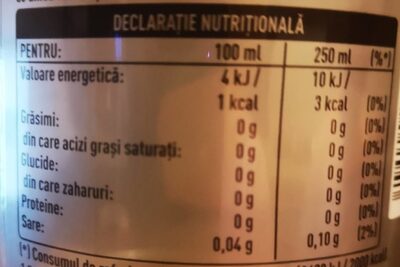 DECLARAȚIE NUTRIȚIONALĂ
PENTRU: 100 ml 250 ml (%*)
Valoare energetică: 4 kJ / 10 kJ /
1 kcal 3 kcal (0%)
Grăsimi: 0 g 0 g (0%)
din care acizi grași saturați: 0 g 0 g (0%)
Glucide: 0 g 0 g (0%)
din care zaharuri: 0 g 0 g (0%)
Proteine: 0 g 0 g (0%)
Sare: 0,04 g 0,10 g (2%)
(*) Consumul de